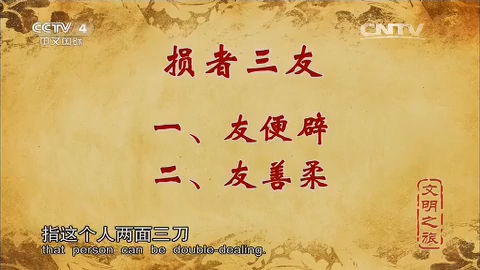 CCTV 4
中文国际
CNTV
损者三友
一、友便辟
二、友善柔
文明之旅
指这个人两面三刀
that person can be double-dealing.